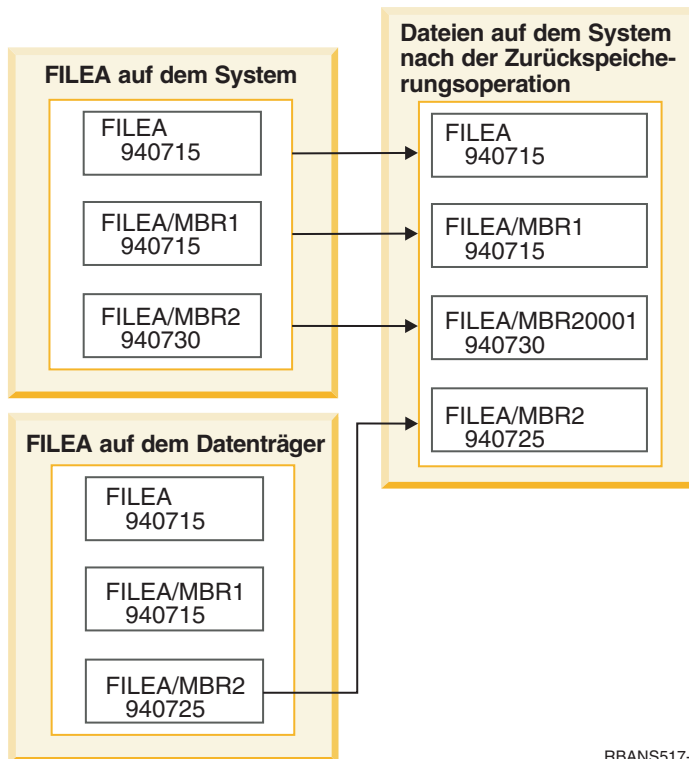 FILEA auf dem System
FILEA
940715
FILEA/MBR1
940715
FILEA/MBR2
940730
FILEA auf dem Datenträger
FILEA
940715
FILEA/MBR1
940715
FILEA/MBR2
940725
Dateien auf dem System
nach der Zurückspeiche-
rungsoperation
FILEA
940715
FILEA/MBR1
940715
FILEA/MBR20001
940730
FILEA/MBR2
940725
RBANS517-